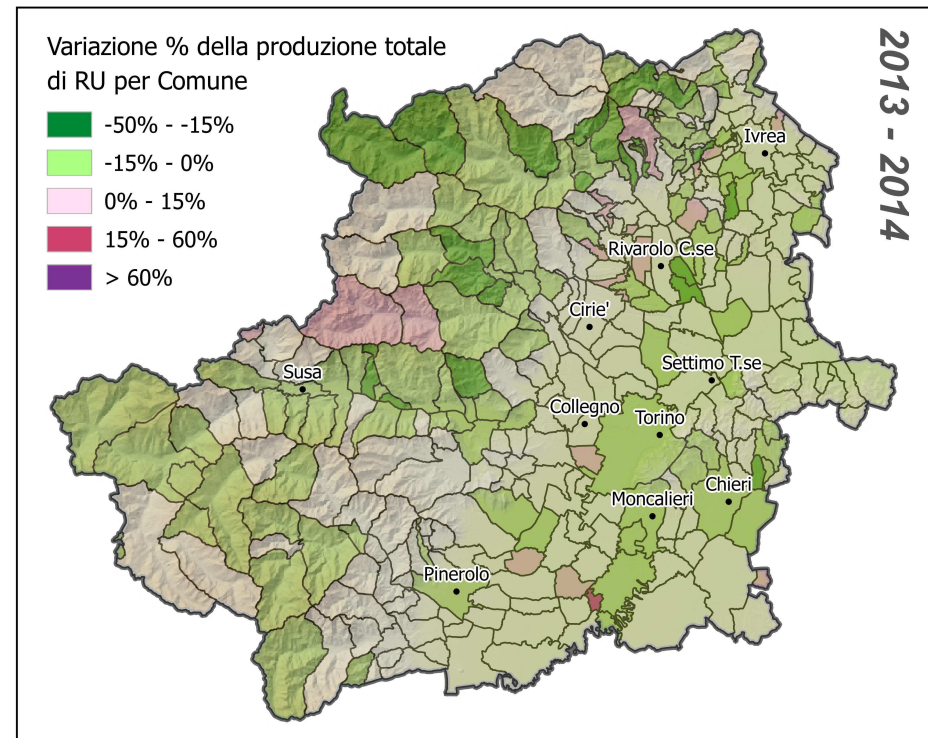 Variazione % della produzione totale
di RU per Comune
-50% - -15%
-15% - 0%
0% - 15%
15% - 60%
> 60%
2013 - 2014
Ivrea
Rivarolo C.se
Cirie'
Settimo T.se
Susa
Collegno
Torino
Chieri
Moncalieri
Pinerolo